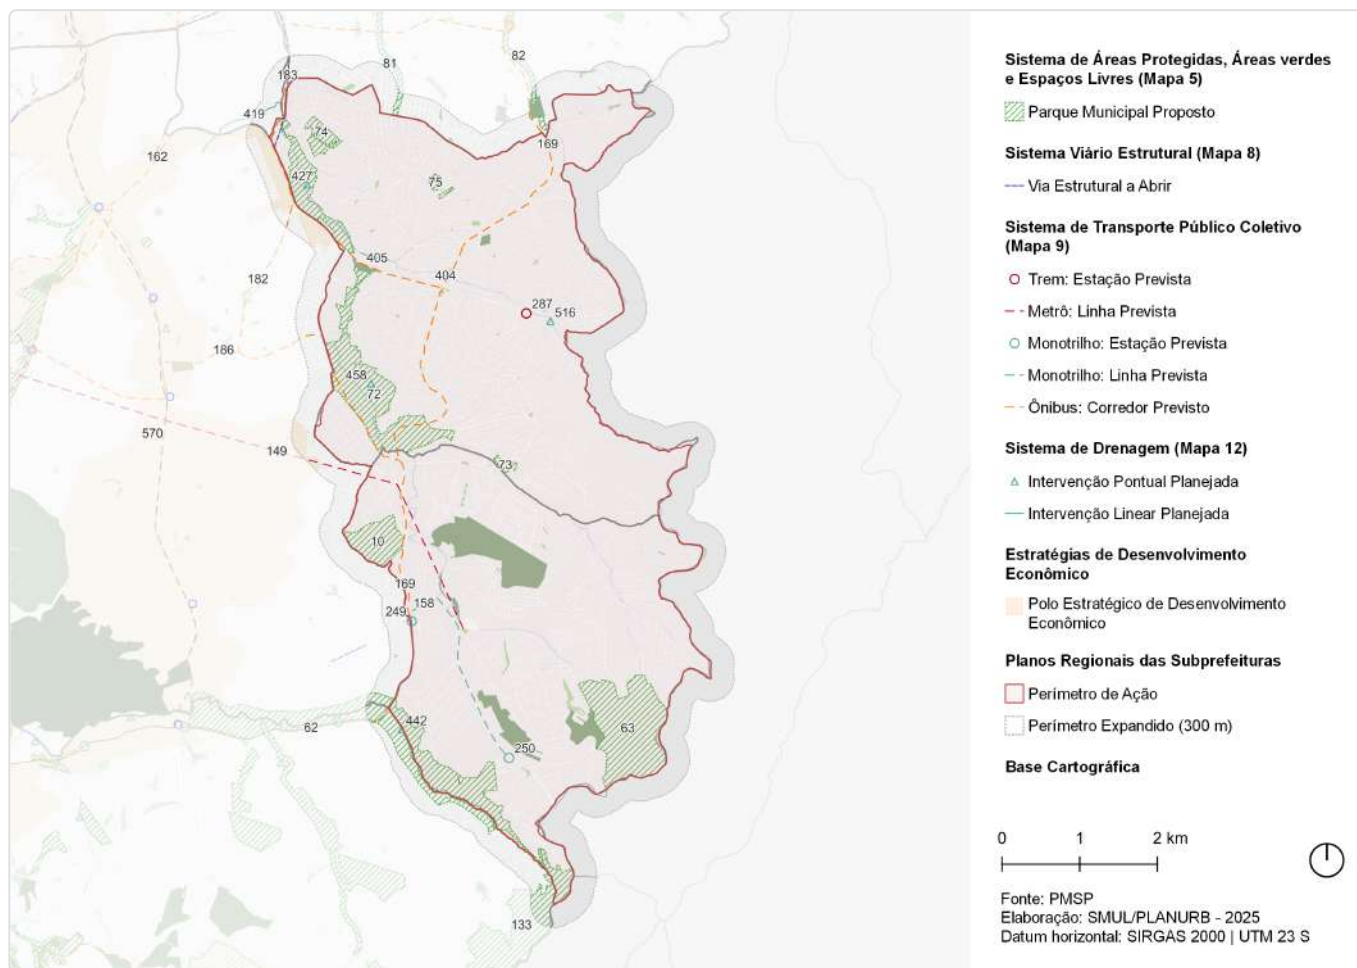 81
82
183
419
162
74
169
427
75
405
404
182
287
516
186
458
72
570
149
73
10
169
158
249
442
62
63
250
133
Sistema de Áreas Protegidas, Áreas verdes
e Espaços Livres (Mapa 5)
Parque Municipal Proposto
Sistema Viário Estrutural (Mapa 8)
Via Estrutural a Abrir
Sistema de Transporte Público Coletivo
(Mapa 9)
Trem: Estação Prevista
Metrô: Linha Prevista
Monotrilho: Estação Prevista
Monotrilho: Linha Prevista
Ônibus: Corredor Previsto
Sistema de Drenagem (Mapa 12)
Intervenção Pontual Planejada
Intervenção Linear Planejada
Estratégias de Desenvolvimento
Econômico
Polo Estratégico de Desenvolvimento
Econômico
Planos Regionais das Subprefeituras
Perímetro de Ação
Perímetro Expandido (300 m)
Base Cartográfica
0 1 2 km
Fonte: PMSP
Elaboração: SMUL/PLANURB - 2025
Datum horizontal: SIRGAS 2000 | UTM 23 S